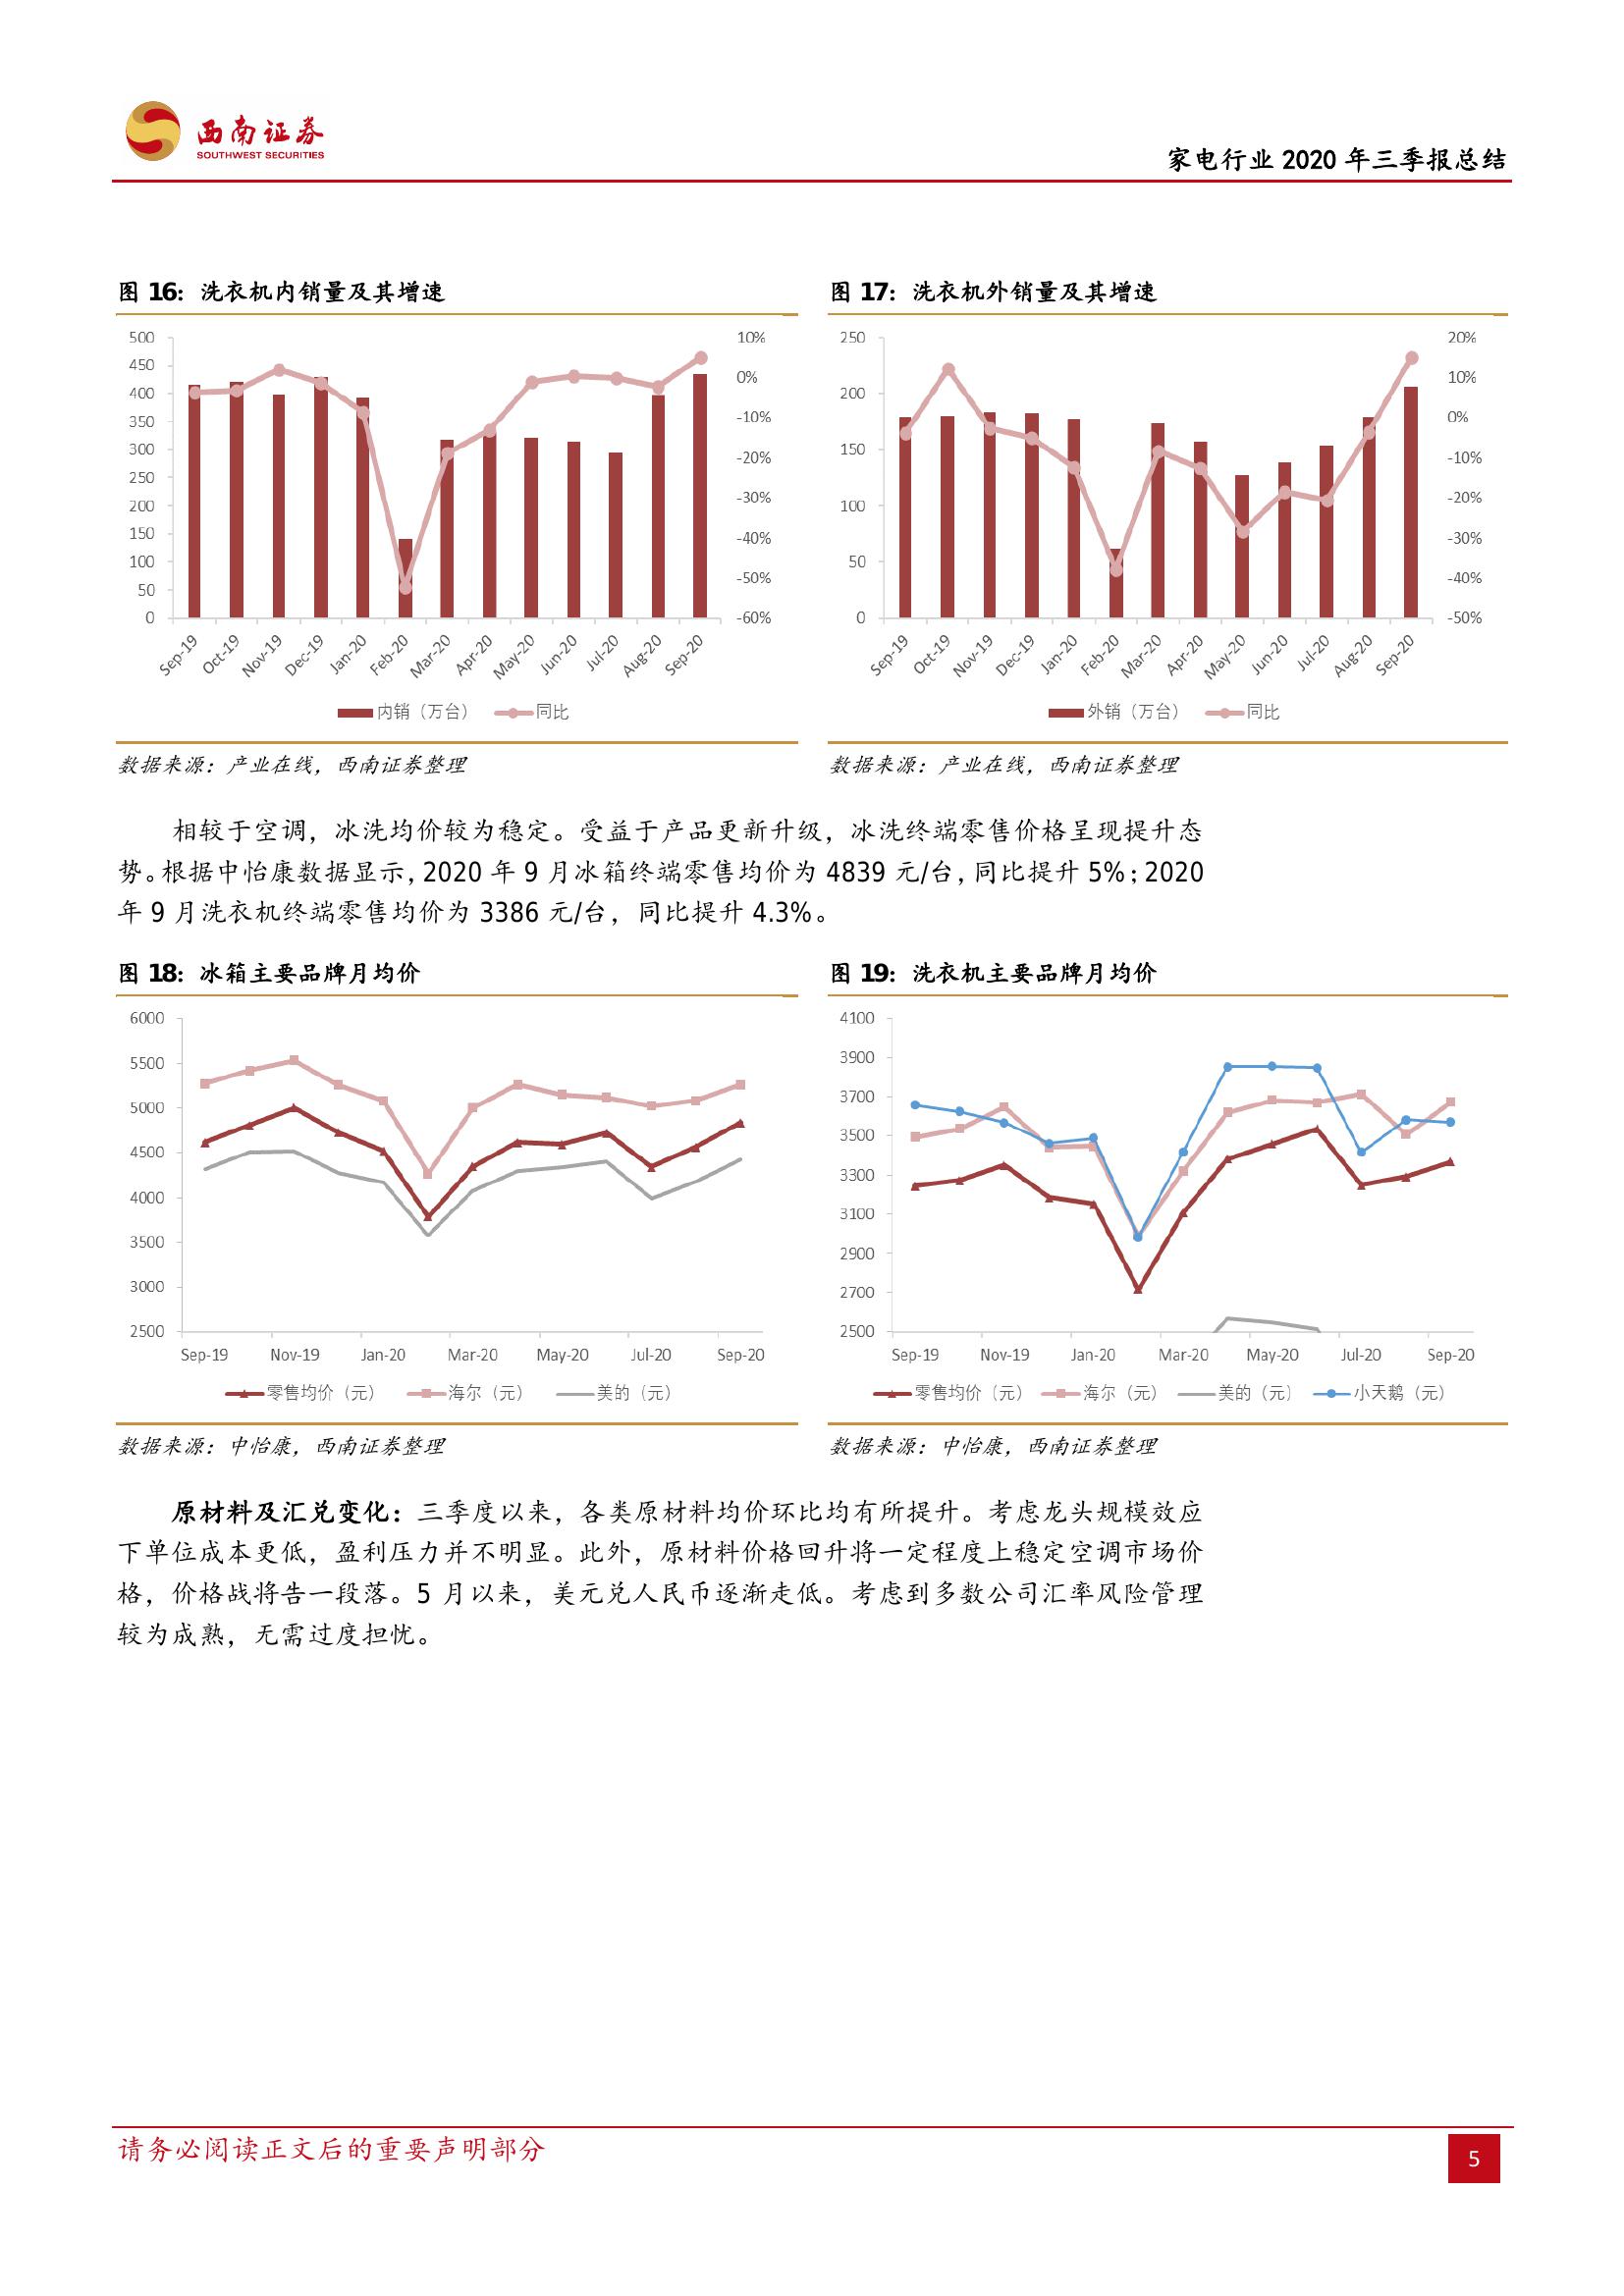 西南证券
SOUTHWEST SECURITIES
家电行业 2020 年三季报总结
图 16：洗衣机内销量及其增速
500
450
400
350
300
250
200
150
100
50
0
10%
0%
-10%
-20%
-30%
-40%
-50%
-60%
Sep-19 Oct-19 Nov-19 Dec-19 Jan-20 Feb-20 Mar-20 Apr-20 May-20 Jun-20 Jul-20 Aug-20 Sep-20
内销（万台） 同比
数据来源：产业在线，西南证券整理
图 17：洗衣机外销量及其增速
250
200
150
100
50
0
20%
10%
0%
-10%
-20%
-30%
-40%
-50%
Sep-19 Oct-19 Nov-19 Dec-19 Jan-20 Feb-20 Mar-20 Apr-20 May-20 Jun-20 Jul-20 Aug-20 Sep-20
外销（万台） 同比
数据来源：产业在线，西南证券整理
相较于空调，冰洗均价较为稳定。受益于产品更新升级，冰洗终端零售价格呈现提升态
势。根据中怡康数据显示，2020 年 9 月冰箱终端零售均价为 4839 元/台，同比提升 5%；2020
年 9 月洗衣机终端零售均价为 3386 元/台，同比提升 4.3%。
图 18：冰箱主要品牌月均价
6000
5500
5000
4500
4000
3500
3000
2500
Sep-19 Nov-19 Jan-20 Mar-20 May-20 Jul-20 Sep-20
零售均价（元） 海尔（元） 美的（元）
数据来源：中怡康，西南证券整理
图 19：洗衣机主要品牌月均价
4100
3900
3700
3500
3300
3100
2900
2700
2500
Sep-19 Nov-19 Jan-20 Mar-20 May-20 Jul-20 Sep-20
零售均价（元） 海尔（元） 美的（元） 小天鹅（元）
数据来源：中怡康，西南证券整理
原材料及汇兑变化：三季度以来，各类原材料均价环比均有所提升。考虑龙头规模效应
下单位成本更低，盈利压力并不明显。此外，原材料价格回升将一定程度上稳定空调市场价
格，价格战将告一段落。5 月以来，美元兑人民币逐渐走低。考虑到多数公司汇率风险管理
较为成熟，无需过度担忧。
请务必阅读正文后的重要声明部分
5